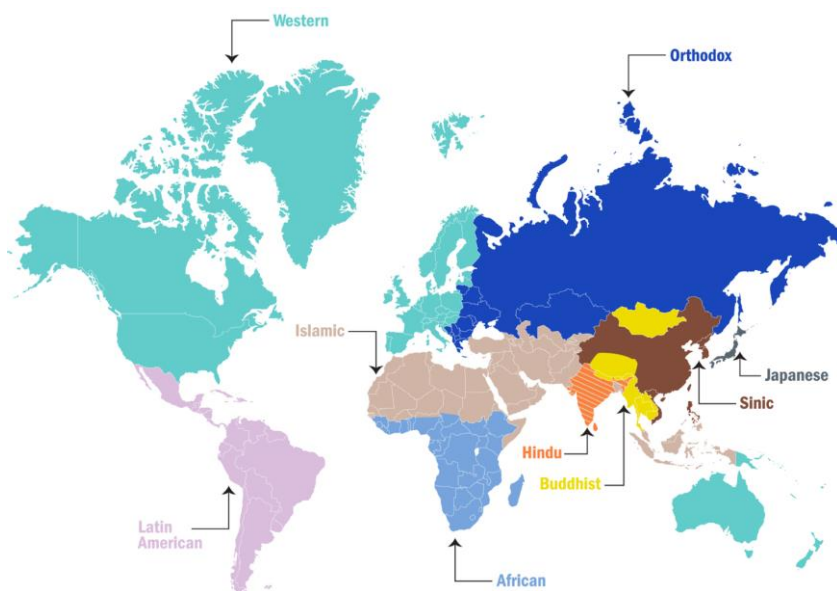 Western
Orthodox
Islamic
Japanese
Sinic
Hindu
Buddhist
Latin
American
African